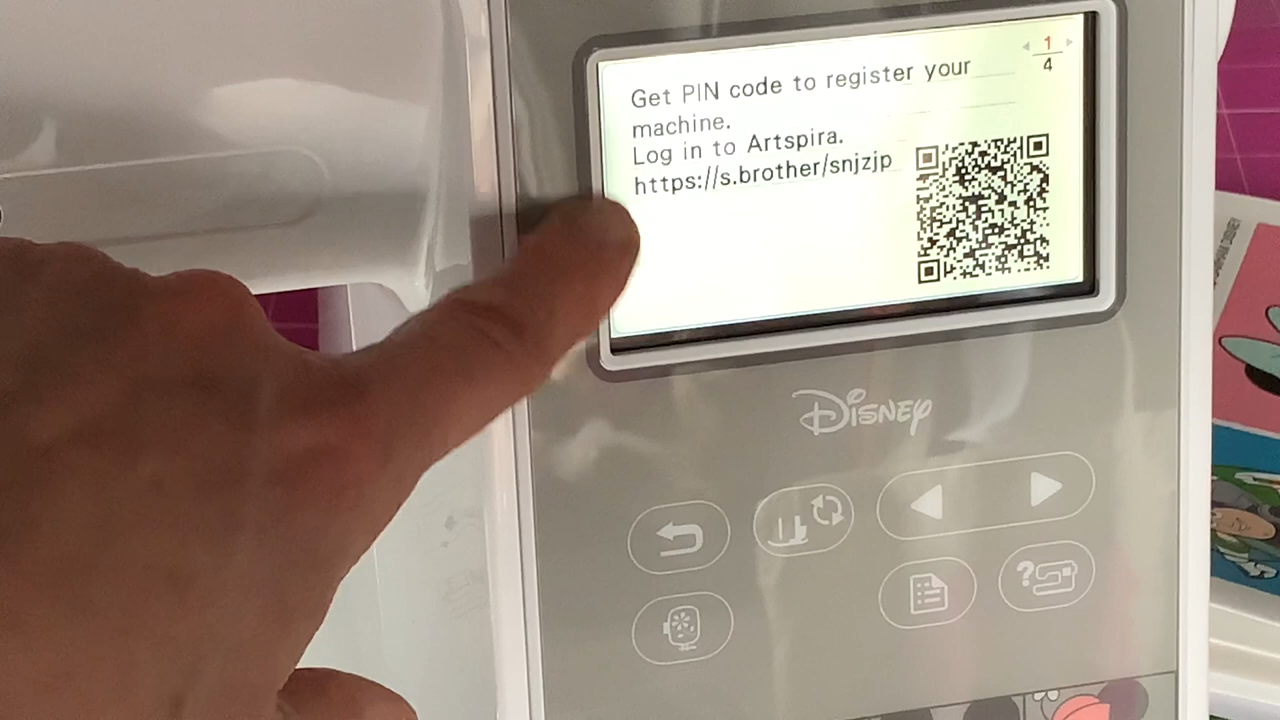 Get PIN code to register your
machine.
Log in to Artspira.
https://s.brother/snjzjp
1
4
DISNEY
?